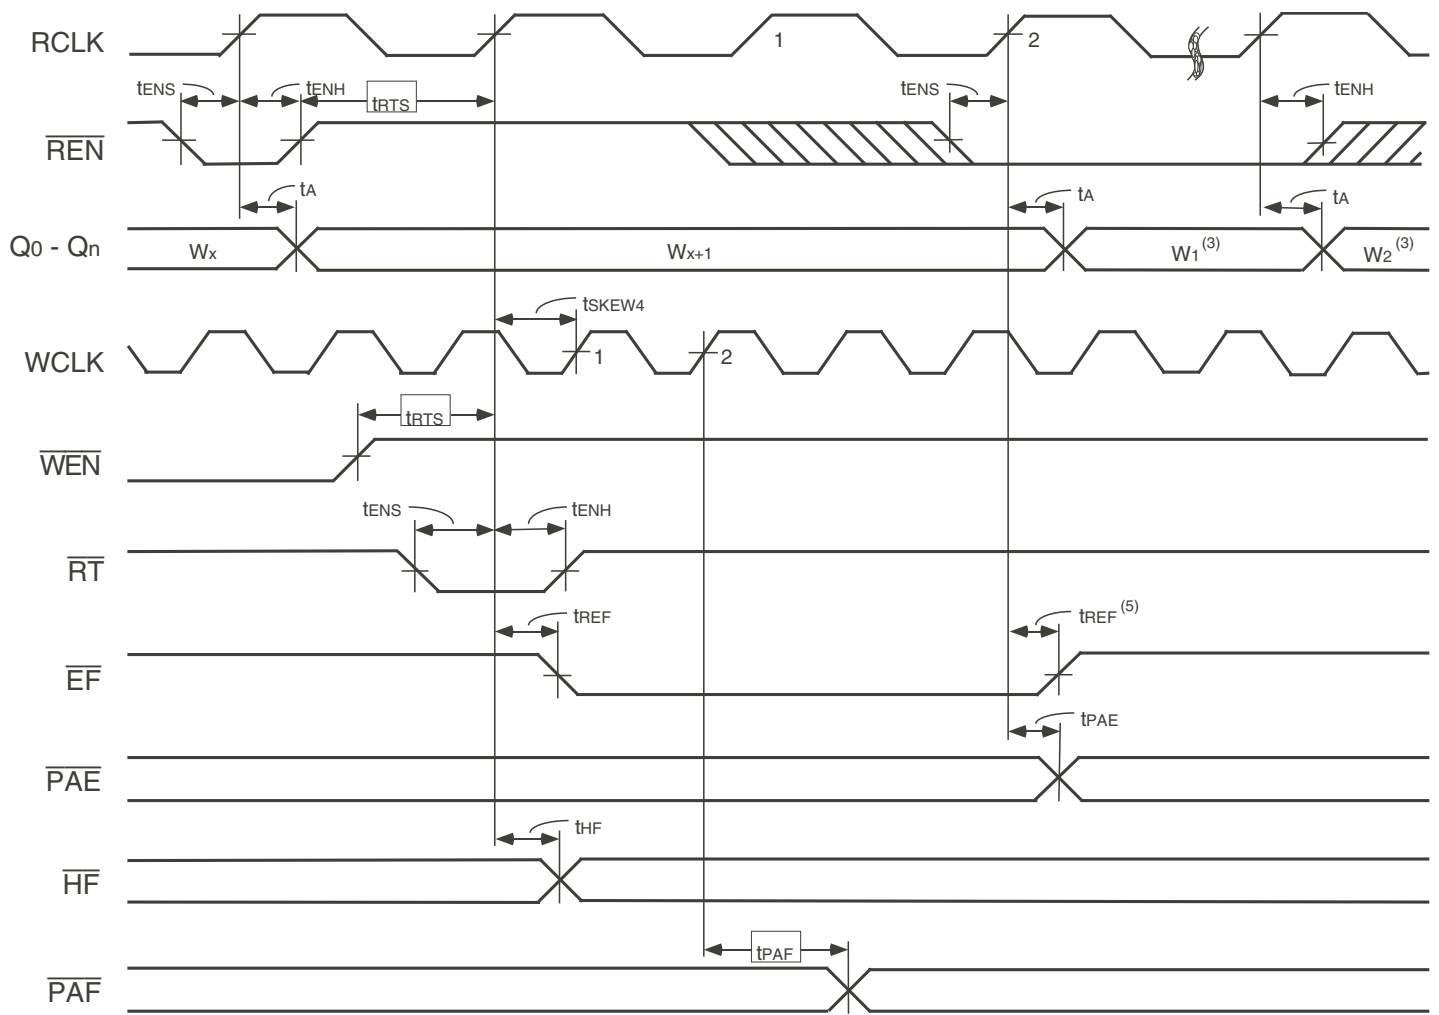 RCLK 1 2
tENS tENH tRTS tENS tENH
REN
tA tA tA
Q0 - Qn Wx Wx+1 W1(3) W2(3)
tSKEW4
WCLK 1 2
tRTS
WEN
tENS tENH
RT
tREF tREF(5)
EF
tPAE
PAE
tHF
HF
tPAF
PAF